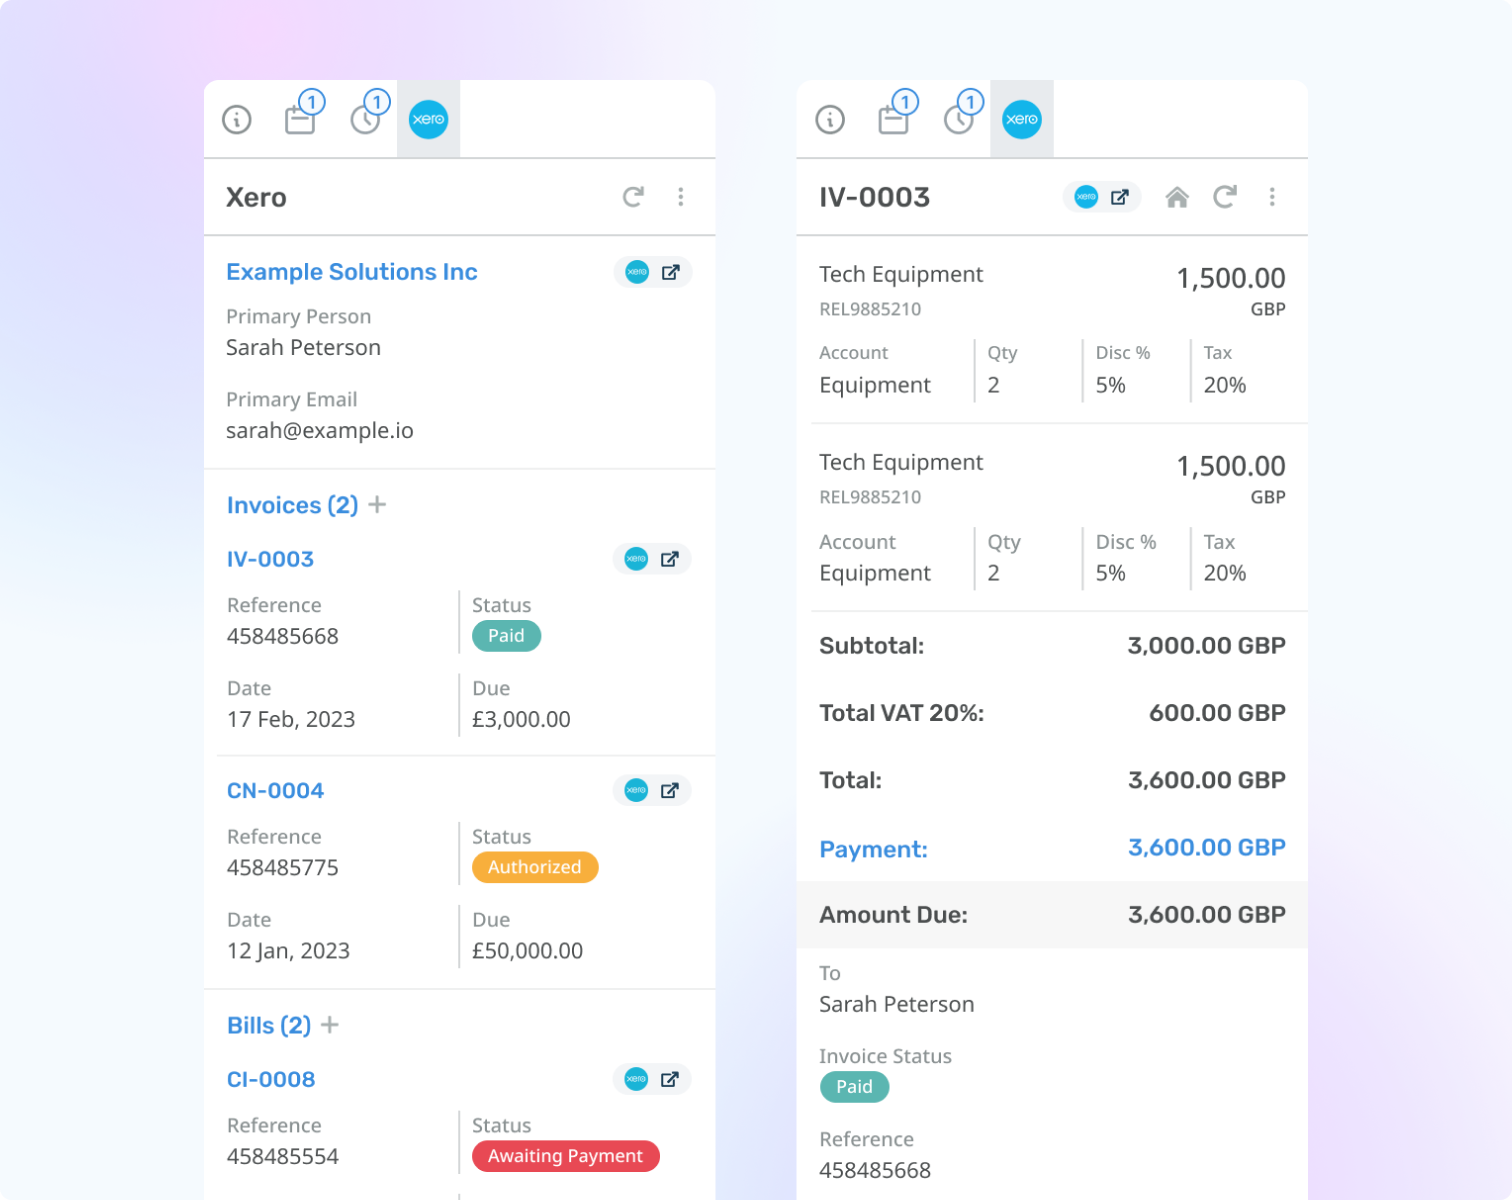 1
1
xero
Xero
Example Solutions Inc
xero
Primary Person
Sarah Peterson
Primary Email
sarah@example.io
Invoices (2) +
IV-0003
xero
Reference
458485668
Status
Paid
Date
17 Feb, 2023
Due
£3,000.00
CN-0004
xero
Reference
458485775
Status
Authorized
Date
12 Jan, 2023
Due
£50,000.00
Bills (2) +
CI-0008
xero
Reference
458485554
Status
Awaiting Payment
1
1
xero
IV-0003
xero
Tech Equipment
1,500.00
REL9885210
GBP
Account
Equipment
Qty
2
Disc %
5%
Tax
20%
Tech Equipment
1,500.00
REL9885210
GBP
Account
Equipment
Qty
2
Disc %
5%
Tax
20%
Subtotal: 3,000.00 GBP
Total VAT 20%: 600.00 GBP
Total: 3,600.00 GBP
Payment: 3,600.00 GBP
Amount Due: 3,600.00 GBP
To
Sarah Peterson
Invoice Status
Paid
Reference
458485668